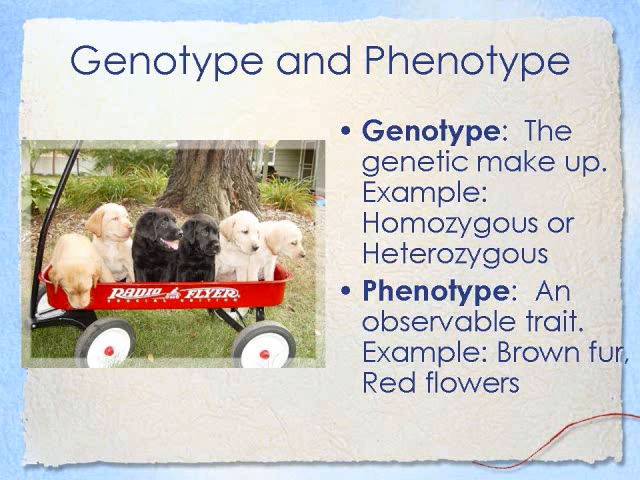 Genotype and Phenotype
• Genotype:  The
genetic make up.
Example:
Homozygous or
Heterozygous
• Phenotype:  An
observable trait.
Example: Brown fur,
Red flowers
RADIO FLYER